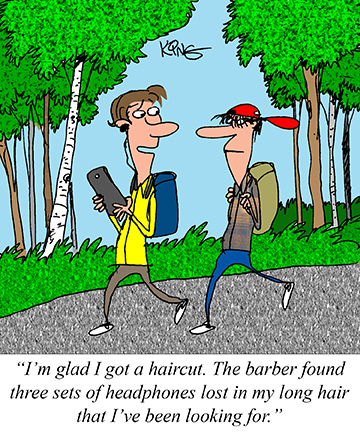 KING
“I’m glad I got a haircut. The barber found
three sets of headphones lost in my long hair
that I’ve been looking for.”